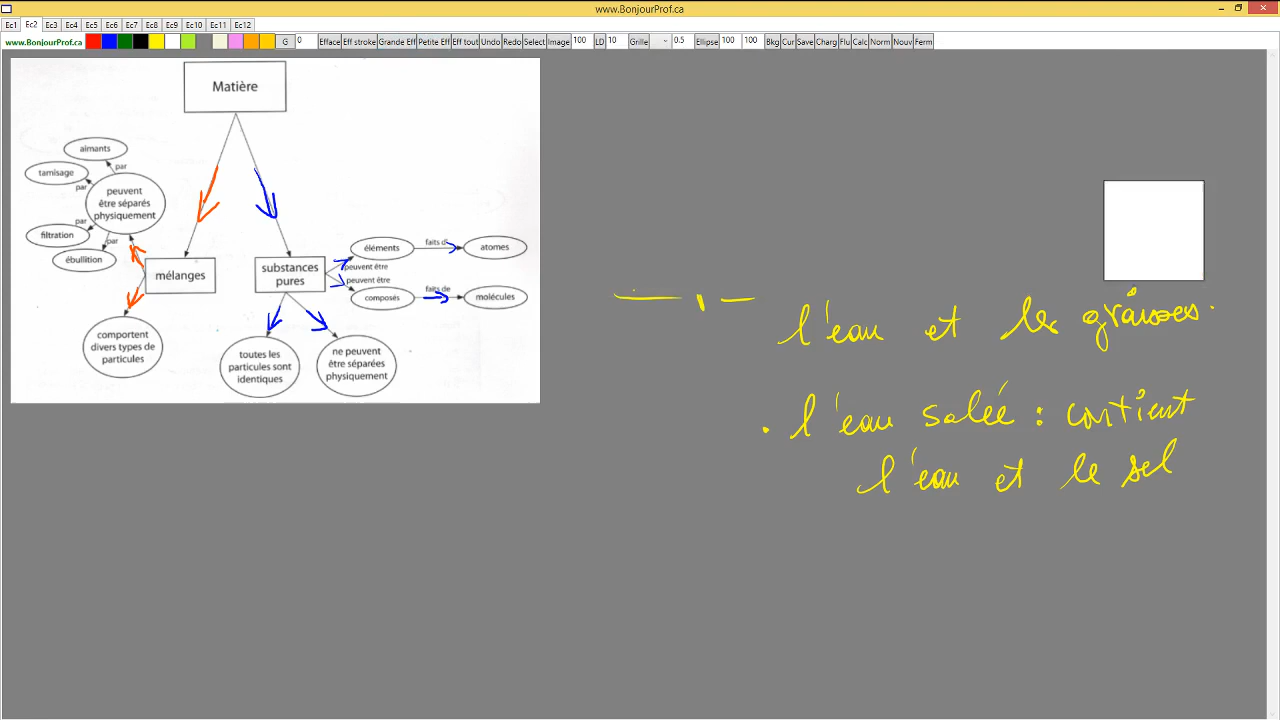 www.BonjourProf.ca
Ec1 Ec2 Ec3 Ec4 Ec5 Ec6 Ec7 Ec8 Ec9 Ec10 Ec11 Ec12
www.BonjourProf.ca G 0 Efface Eff stroke Grande Eff Petite Eff Eff tout Undo Redo Select Image 100 LD 10 Grille 0.5 Ellipse 100 100 Bkg Cur Save Charg Flu Calc Norm Nouv Ferm
Matière
aimants
par
tamisage
par
peuvent
être séparés
physiquement
par
filtration
par
ébullition
mélanges
comportent
divers types de
particules
substances
pures
peuvent être
éléments
faits d
atomes
peuvent être
composés
faits de
molécules
toutes les
particules sont
identiques
ne peuvent
être séparées
physiquement
l'eau et les graisses.
. l'eau salée : contient
l'eau et le sel